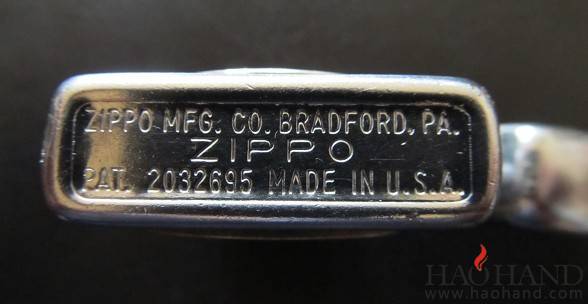 ZIPPO MFG. CO. BRADFORD, PA.
ZIPPO
PAT. 2032695 MADE IN U.S.A.
HAOHAND
www.haohand.com